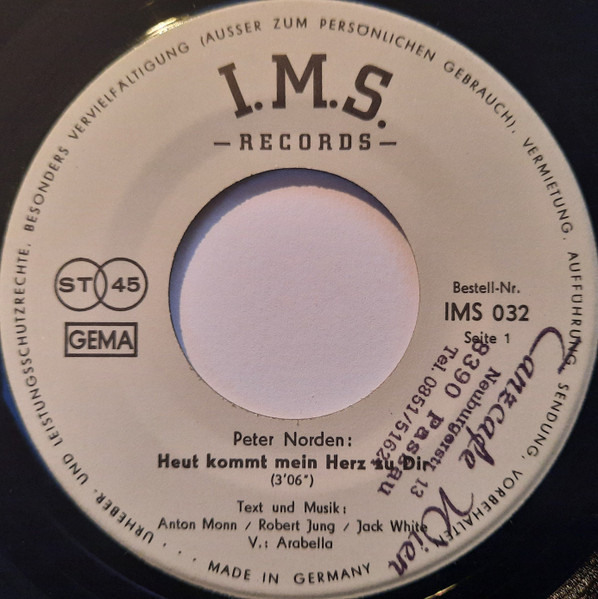 URHEBER- UND LEISTUNGSSCHUTZRECHTE, BESONDERS VERVIELFÄLTIGUNG (AUSSER ZUM PERSÖNLICHEN GEBRAUCH), VERMIETUNG, AUFFÜHRUNG, SENDUNG, VORBEHALTEN
I.M.S.
– RECORDS –
ST 45
GEMA
Bestell-Nr.
IMS 032
Seite 1
Tanzcafe Wien
8390 Passau
Neuburgerstr. 13
Tel. 0851/5162
Peter Norden:
Heut kommt mein Herz zu Dir
(3'06")
Text und Musik:
Anton Monn / Robert Jung / Jack White
V.: Arabella
. . . MADE IN GERMANY